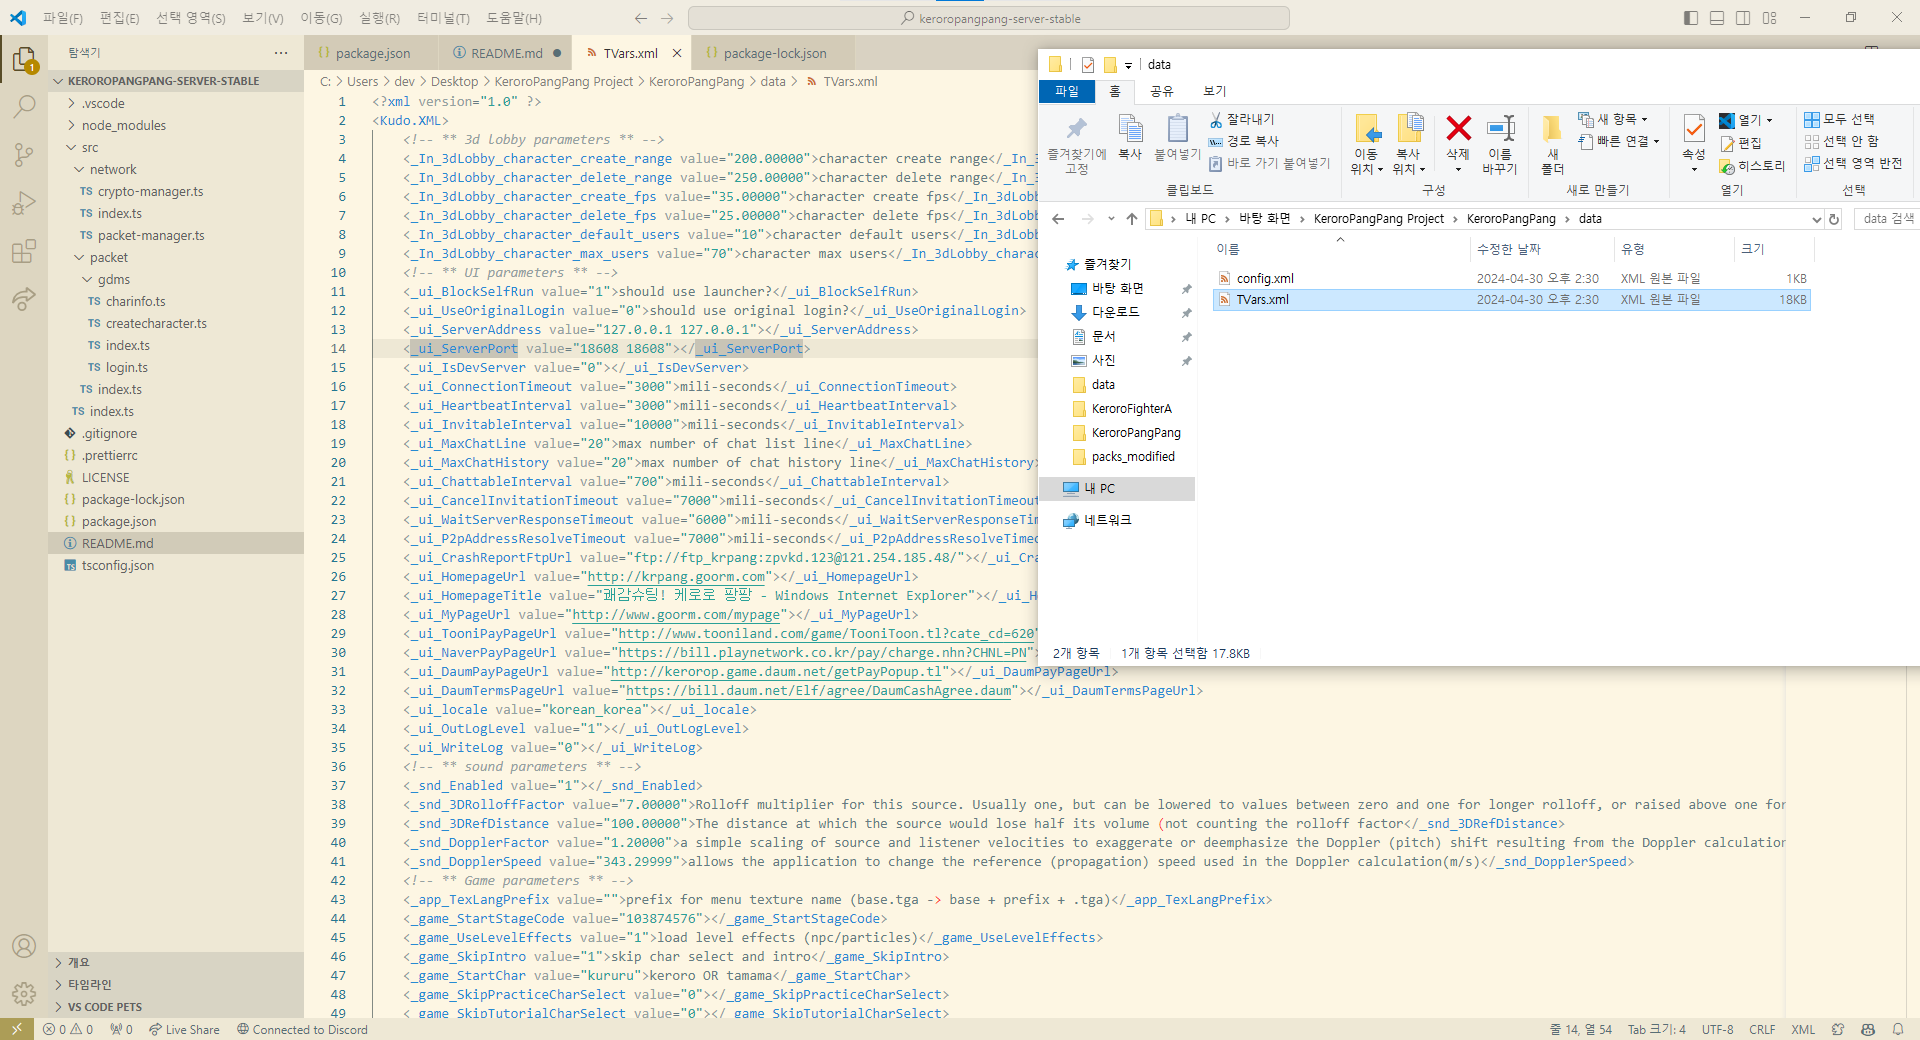 파일(F) 편집(E) 선택 영역(S) 보기(V) 이동(G) 실행(R) 터미널(T) 도움말(H)
keroropangpang-server-stable
탐색기
KEROROPANGPANG-SERVER-STABLE
.vscode
node_modules
src
network
TS crypto-manager.ts
TS index.ts
TS packet-manager.ts
packet
gdms
TS charinfo.ts
TS createcharacter.ts
TS index.ts
TS login.ts
TS index.ts
TS index.ts
.gitignore
{} .prettierrc
LICENSE
{} package-lock.json
{} package.json
README.md
TS tsconfig.json
개요
타임라인
VS CODE PETS
1
{} package.json
README.md
TVars.xml
{} package-lock.json
C: > Users > dev > Desktop > KeroroPangPang Project > KeroroPangPang > data > TVars.xml
1 <?xml version="1.0" ?>
2 <Kudo.XML>
3 <!-- ** 3d lobby parameters ** -->
4 <_In_3dLobby_character_create_range value="200.00000">character create range</_In_3
5 <_In_3dLobby_character_delete_range value="250.00000">character delete range</_In_3
6 <_In_3dLobby_character_create_fps value="35.00000">character create fps</_In_3dLob
7 <_In_3dLobby_character_delete_fps value="25.00000">character delete fps</_In_3dLob
8 <_In_3dLobby_character_default_users value="10">character default users</_In_3dLob
9 <_In_3dLobby_character_max_users value="70">character max users</_In_3dLobby_chara
10 <!-- ** UI parameters ** -->
11 <_ui_BlockSelfRun value="1">should use launcher?</_ui_BlockSelfRun>
12 <_ui_UseOriginalLogin value="0">should use original login?</_ui_UseOriginalLogin>
13 <_ui_ServerAddress value="127.0.0.1 127.0.0.1"></_ui_ServerAddress>
14 <_ui_ServerPort value="18608 18608"></_ui_ServerPort>
15 <_ui_IsDevServer value="0"></_ui_IsDevServer>
16 <_ui_ConnectionTimeout value="3000">mili-seconds</_ui_ConnectionTimeout>
17 <_ui_HeartbeatInterval value="3000">mili-seconds</_ui_HeartbeatInterval>
18 <_ui_InvitableInterval value="10000">mili-seconds</_ui_InvitableInterval>
19 <_ui_MaxChatLine value="20">max number of chat list line</_ui_MaxChatLine>
20 <_ui_MaxChatHistory value="20">max number of chat history line</_ui_MaxChatHistory>
21 <_ui_ChattableInterval value="700">mili-seconds</_ui_ChattableInterval>
22 <_ui_CancelInvitationTimeout value="7000">mili-seconds</_ui_CancelInvitationTimeout
23 <_ui_WaitServerResponseTimeout value="6000">mili-seconds</_ui_WaitServerResponseTim
24 <_ui_P2pAddressResolveTimeout value="7000">mili-seconds</_ui_P2pAddressResolveTimeo
25 <_ui_CrashReportFtpUrl value="ftp://ftp_krpang:zpvkd.123@121.254.185.48/"></_ui_Cra
26 <_ui_HomepageUrl value="http://krpang.goorm.com"></_ui_HomepageUrl>
27 <_ui_HomepageTitle value="쾌감슈팅! 케로로 팡팡 - Windows Internet Explorer"></_ui_H
28 <_ui_MyPageUrl value="http://www.goorm.com/mypage"></_ui_MyPageUrl>
29 <_ui_TooniPayPageUrl value="http://www.tooniland.com/game/TooniToon.tl?cate_cd=620"
30 <_ui_NaverPayPageUrl value="https://bill.playnetwork.co.kr/pay/charge.nhn?CHNL=PN">
31 <_ui_DaumPayPageUrl value="http://kerorop.game.daum.net/getPayPopup.tl"></_ui_DaumPayPageUrl>
32 <_ui_DaumTermsPageUrl value="https://bill.daum.net/Elf/agree/DaumCashAgree.daum"></_ui_DaumTermsPageUrl>
33 <_ui_locale value="korean_korea"></_ui_locale>
34 <_ui_OutLogLevel value="1"></_ui_OutLogLevel>
35 <_ui_WriteLog value="0"></_ui_WriteLog>
36 <!-- ** sound parameters ** -->
37 <_snd_Enabled value="1"></_snd_Enabled>
38 <_snd_3DRolloffFactor value="7.00000">Rolloff multiplier for this source. Usually one, but can be lowered to values between zero and one for longer rolloff, or raised above one for
39 <_snd_3DRefDistance value="100.00000">The distance at which the source would lose half its volume (not counting the rolloff factor</_snd_3DRefDistance>
40 <_snd_DopplerFactor value="1.20000">a simple scaling of source and listener velocities to exaggerate or deemphasize the Doppler (pitch) shift resulting from the Doppler calculation
41 <_snd_DopplerSpeed value="343.29999">allows the application to change the reference (propagation) speed used in the Doppler calculation(m/s)</_snd_DopplerSpeed>
42 <!-- ** Game parameters ** -->
43 <_app_TexLangPrefix value="">prefix for menu texture name (base.tga -> base + prefix + .tga)</_app_TexLangPrefix>
44 <_game_StartStageCode value="103874576"></_game_StartStageCode>
45 <_game_UseLevelEffects value="1">load level effects (npc/particles)</_game_UseLevelEffects>
46 <_game_SkipIntro value="1">skip char select and intro</_game_SkipIntro>
47 <_game_StartChar value="kururu">keroro OR tamama</_game_StartChar>
48 <_game_SkipPracticeCharSelect value="0"></_game_SkipPracticeCharSelect>
49 <_game_SkipTutorialCharSelect value="0"></_game_SkipTutorialCharSelect>
data
파일 홈 공유 보기
즐겨찾기에 고정
복사
붙여넣기
잘라내기
경로 복사
바로 가기 붙여넣기
클립보드
이동 위치
복사 위치
삭제
이름 바꾸기
구성
새 폴더
새 항목
빠른 연결
새로 만들기
속성
열기
편집
히스토리
열기
모두 선택
선택 안 함
선택 영역 반전
선택
내 PC > 바탕 화면 > KeroroPangPang Project > KeroroPangPang > data
data 검색
즐겨찾기
바탕 화면
다운로드
문서
사진
data
KeroroFighterA
KeroroPangPang
packs_modified
내 PC
네트워크
이름 수정한 날짜 유형 크기
config.xml 2024-04-30 오후 2:30 XML 원본 파일 1KB
TVars.xml 2024-04-30 오후 2:30 XML 원본 파일 18KB
2개 항목 1개 항목 선택함 17.8KB
0 0 0 Live Share Connected to Discord
줄 14, 열 54 Tab 크기: 4 UTF-8 CRLF XML